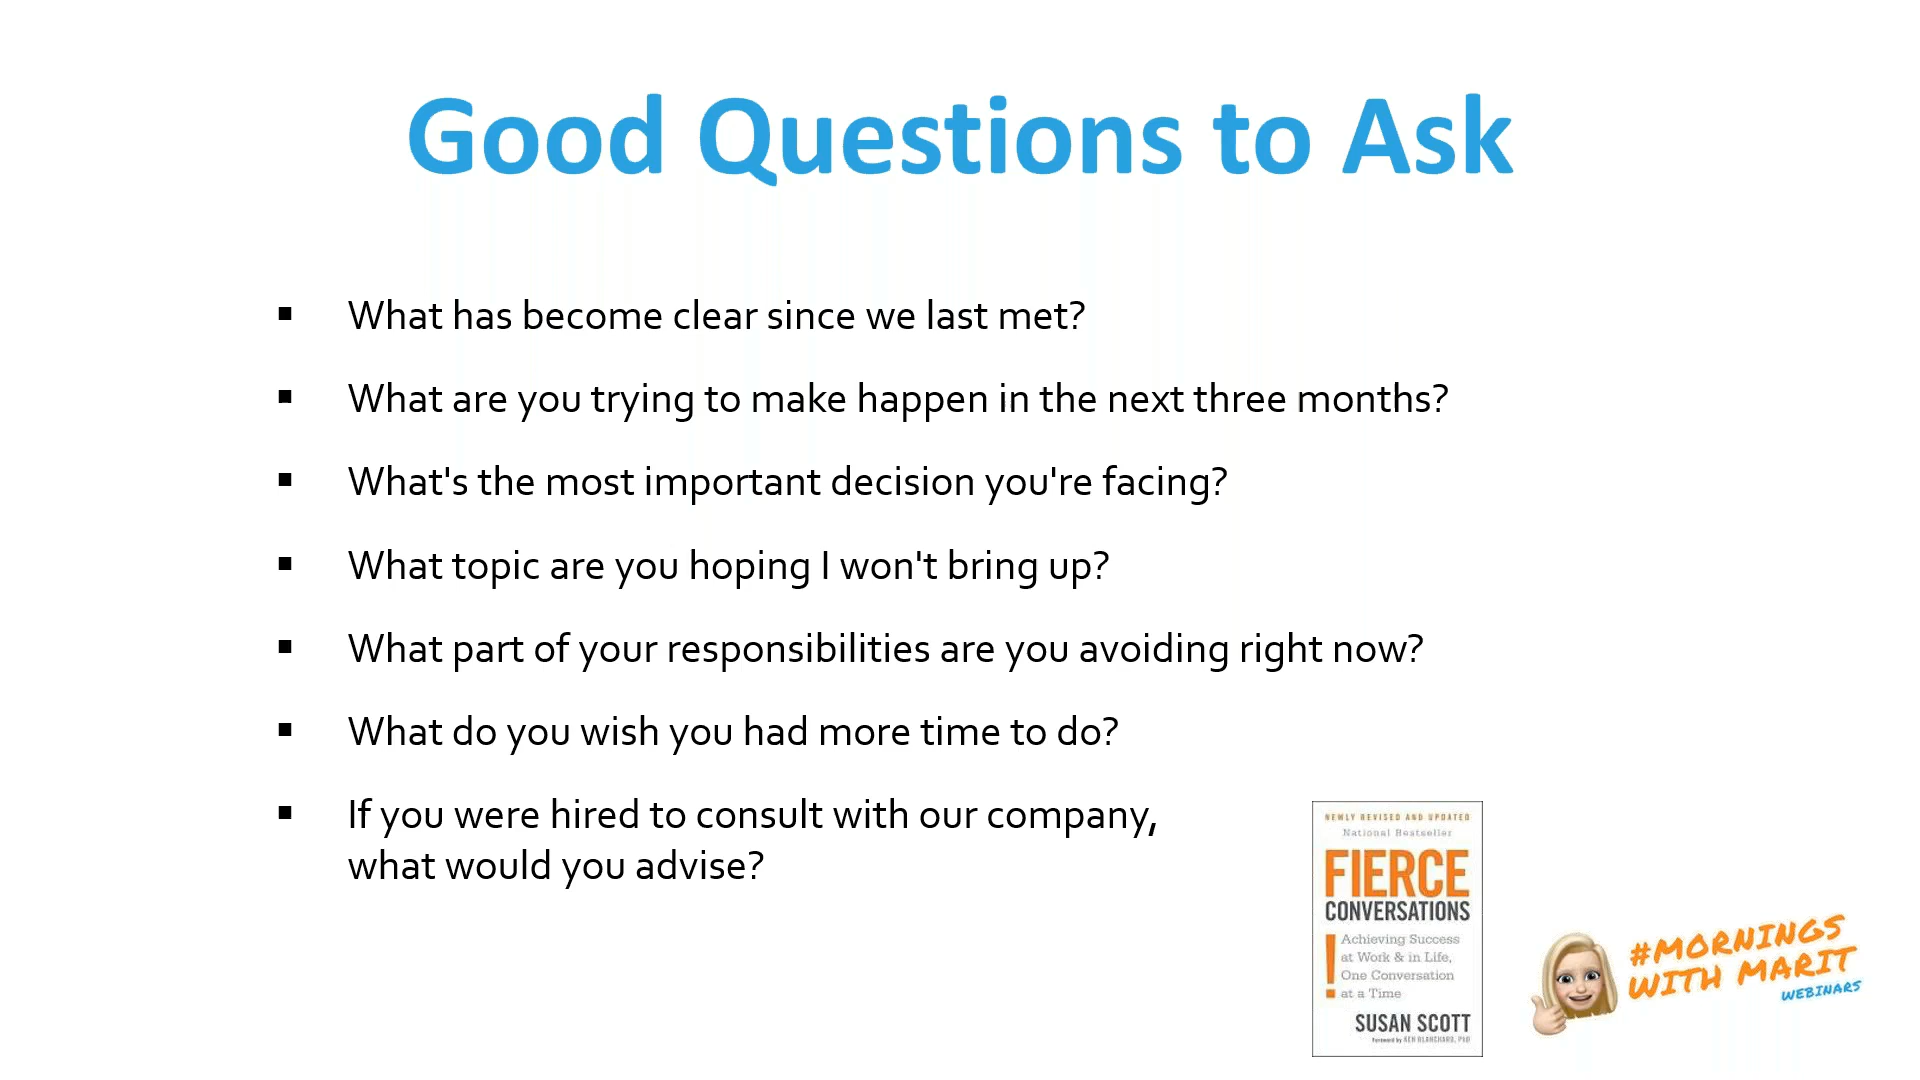 Good Questions to Ask
▪ What has become clear since we last met?
▪ What are you trying to make happen in the next three months?
▪ What's the most important decision you're facing?
▪ What topic are you hoping I won't bring up?
▪ What part of your responsibilities are you avoiding right now?
▪ What do you wish you had more time to do?
▪ If you were hired to consult with our company,
what would you advise?
NEWLY REVISED AND UPDATED
National Bestseller
FIERCE
CONVERSATIONS
Achieving Success
at Work & in Life,
One Conversation
at a Time
SUSAN SCOTT
Foreword by KEN BLANCHARD, PhD
#MORNINGS
WITH MARIT
WEBINARS